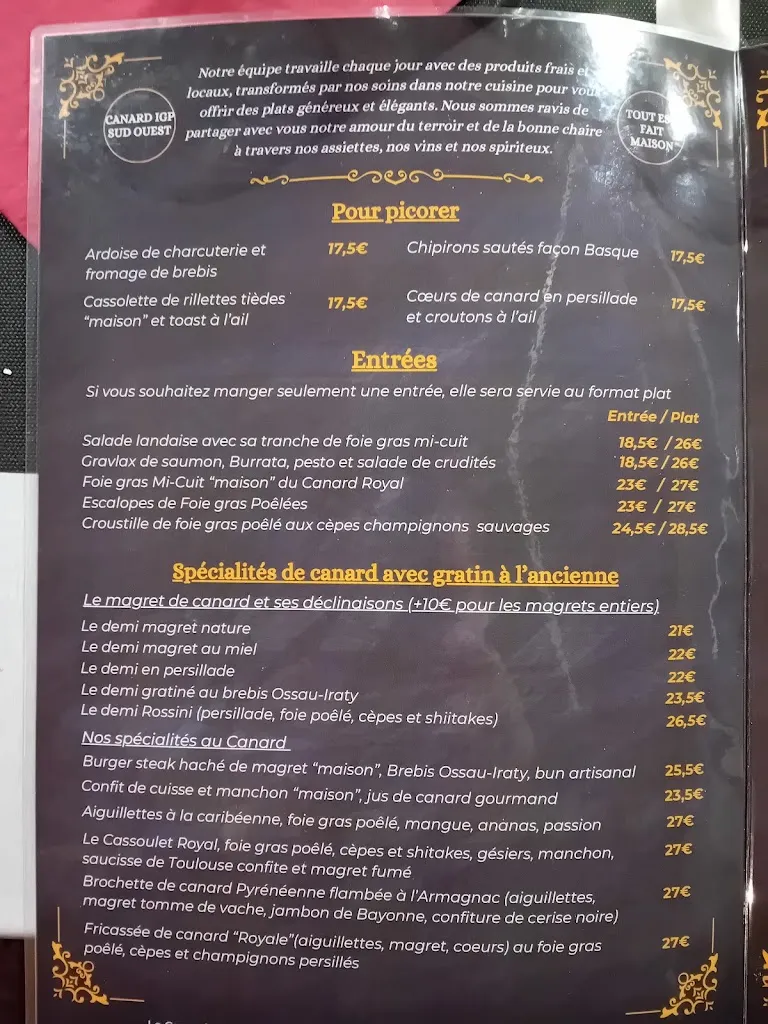 CANARD IGP
SUD OUEST
Notre équipe travaille chaque jour avec des produits frais et
locaux, transformés par nos soins dans notre cuisine pour vous
offrir des plats généreux et élégants. Nous sommes ravis de
partager avec vous notre amour du terroir et de la bonne chaire
à travers nos assiettes, nos vins et nos spiriteux.
TOUT EST
FAIT
MAISON
Pour picorer
Ardoise de charcuterie et
fromage de brebis
17,5€
Chipirons sautés façon Basque
17,5€
Cassolette de rillettes tièdes
“maison” et toast à l’ail
17,5€
Cœurs de canard en persillade
et croutons à l’ail
17,5€
Entrées
Si vous souhaitez manger seulement une entrée, elle sera servie au format plat
Entrée / Plat
Salade landaise avec sa tranche de foie gras mi-cuit 18,5€ / 26€
Gravlax de saumon, Burrata, pesto et salade de crudités 18,5€ / 26€
Foie gras Mi-Cuit “maison” du Canard Royal 23€ / 27€
Escalopes de Foie gras Poêlées 23€ / 27€
Croustille de foie gras poêlé aux cèpes champignons sauvages 24,5€ / 28,5€
Spécialités de canard avec gratin à l’ancienne
Le magret de canard et ses déclinaisons (+10€ pour les magrets entiers)
Le demi magret nature 21€
Le demi magret au miel 22€
Le demi en persillade 22€
Le demi gratiné au brebis Ossau-Iraty 23,5€
Le demi Rossini (persillade, foie poêlé, cèpes et shiitakes) 26,5€
Nos spécialités au Canard
Burger steak haché de magret “maison”, Brebis Ossau-Iraty, bun artisanal 25,5€
Confit de cuisse et manchon “maison”, jus de canard gourmand 23,5€
Aiguillettes à la caribéenne, foie gras poêlé, mangue, ananas, passion 27€
Le Cassoulet Royal, foie gras poêlé, cèpes et shitakes, gésiers, manchon, 27€
saucisse de Toulouse confite et magret fumé
Brochette de canard Pyrénéenne flambée à l’Armagnac (aiguillettes, 27€
magret tomme de vache, jambon de Bayonne, confiture de cerise noire)
Fricassée de canard “Royale”(aiguillettes, magret, coeurs) au foie gras 27€
poêlé, cèpes et champignons persillés